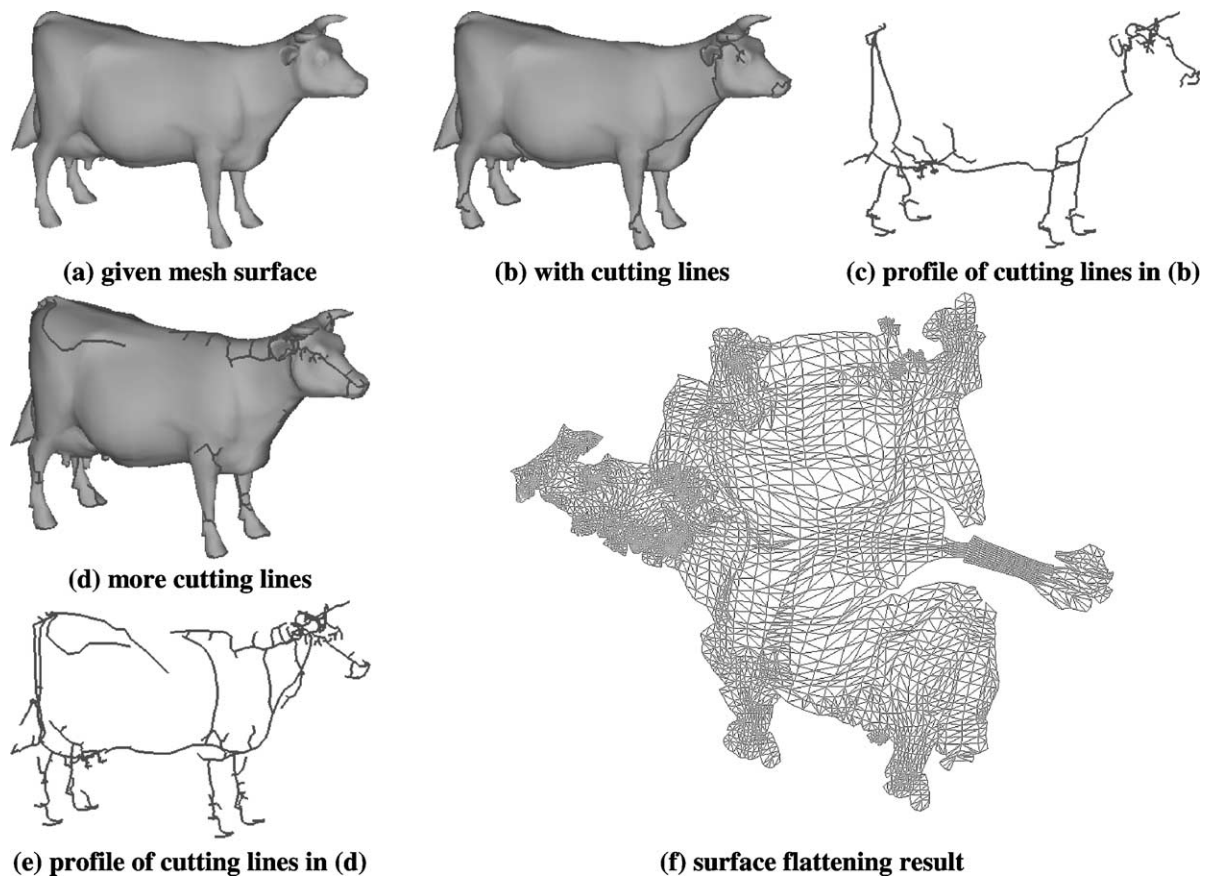 (a) given mesh surface
(b) with cutting lines
(c) profile of cutting lines in (b)
(d) more cutting lines
(e) profile of cutting lines in (d)
(f) surface flattening result